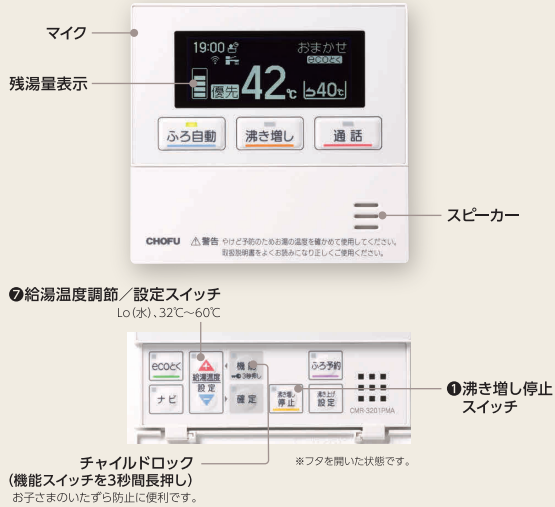 マイク
19:00
おまかせ
ecoとく
残湯量表示
優先
42℃
40℃
ふろ自動
沸き増し
通話
スピーカー
CHOFU
⚠警告 やけど予防のためお湯の温度を確かめて使用してください。
取扱説明書をよくお読みになり正しくご使用ください。
❼給湯温度調節／設定スイッチ
Lo(水)、32℃～60℃
ecoとく
給湯温度
設定
機能
3秒押し
ふろ予約
ナビ
確定
沸き増し
停止
沸き上げ
設定
CMR-3201PMA
❶沸き増し停止
スイッチ
チャイルドロック
(機能スイッチを3秒間長押し)
お子さまのいたずら防止に便利です。
※フタを開いた状態です。